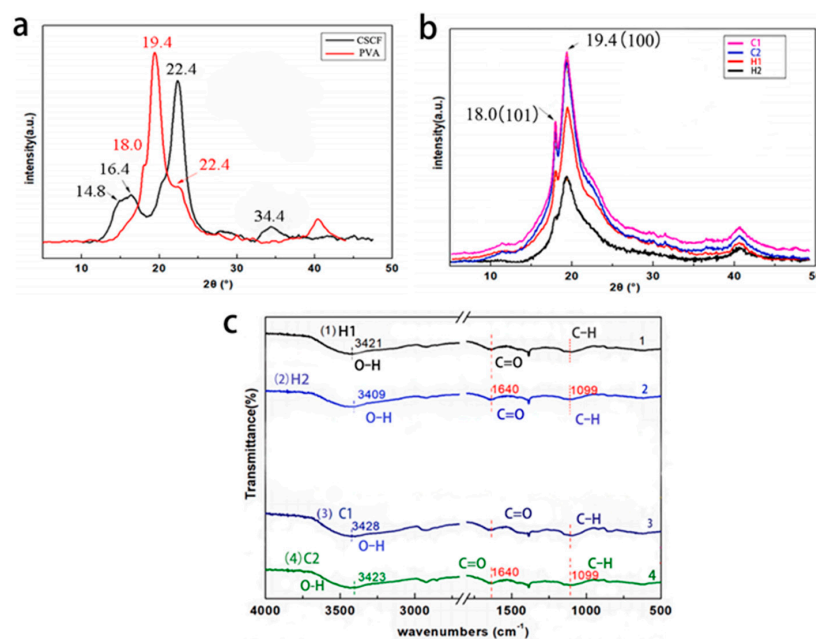 a
19.4
CSCF
PVA
22.4
18.0
22.4
16.4
14.8
34.4
intensity(a.u.)
10 20 30 40 50
2θ (°)
b
19.4(100)
C1
C2
H1
H2
18.0(101)
intensity(a.u.)
10 20 30 40 50
2θ (°)
c
(1)H1
3421
O-H
C=O
C-H
1
(2)H2
3409
O-H
1640
C=O
1099
C-H
2
(3) C1
3428
O-H
C=O
C-H
3
(4)C2
O-H
3423
C=O
1640
1099
C-H
4
Transmittance(%)
4000 3500 3000 1500 1000 500
wavenumbers (cm⁻¹)